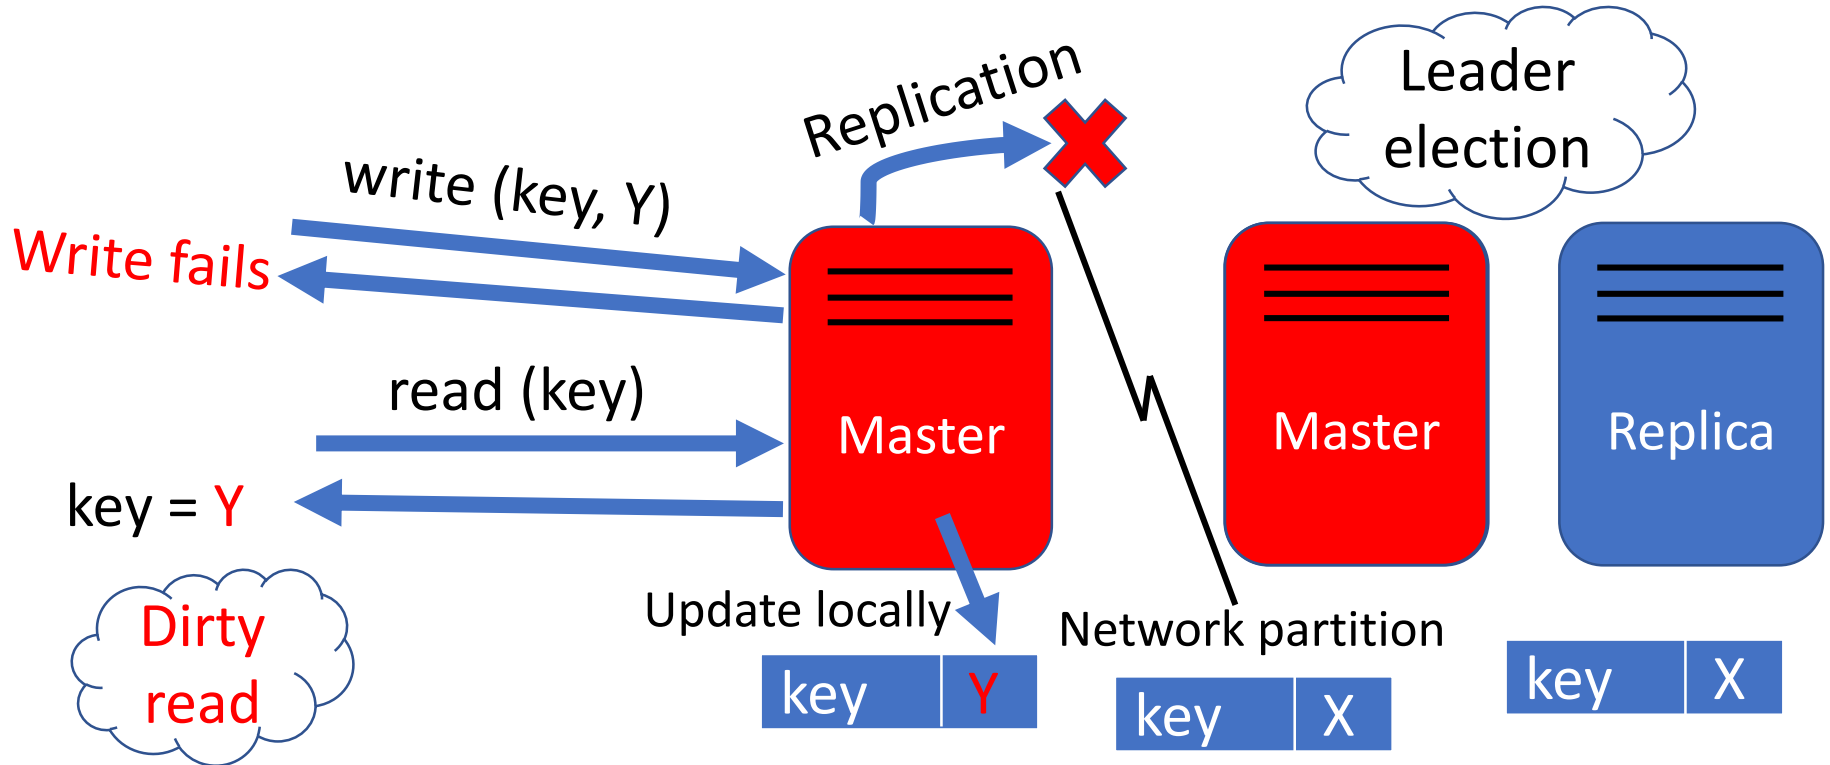 Replication
Leader
election
write (key, Y)
Write fails
read (key)
Master
Master
Replica
key = Y
Update locally
Network partition
Dirty
read
key Y
key X
key X